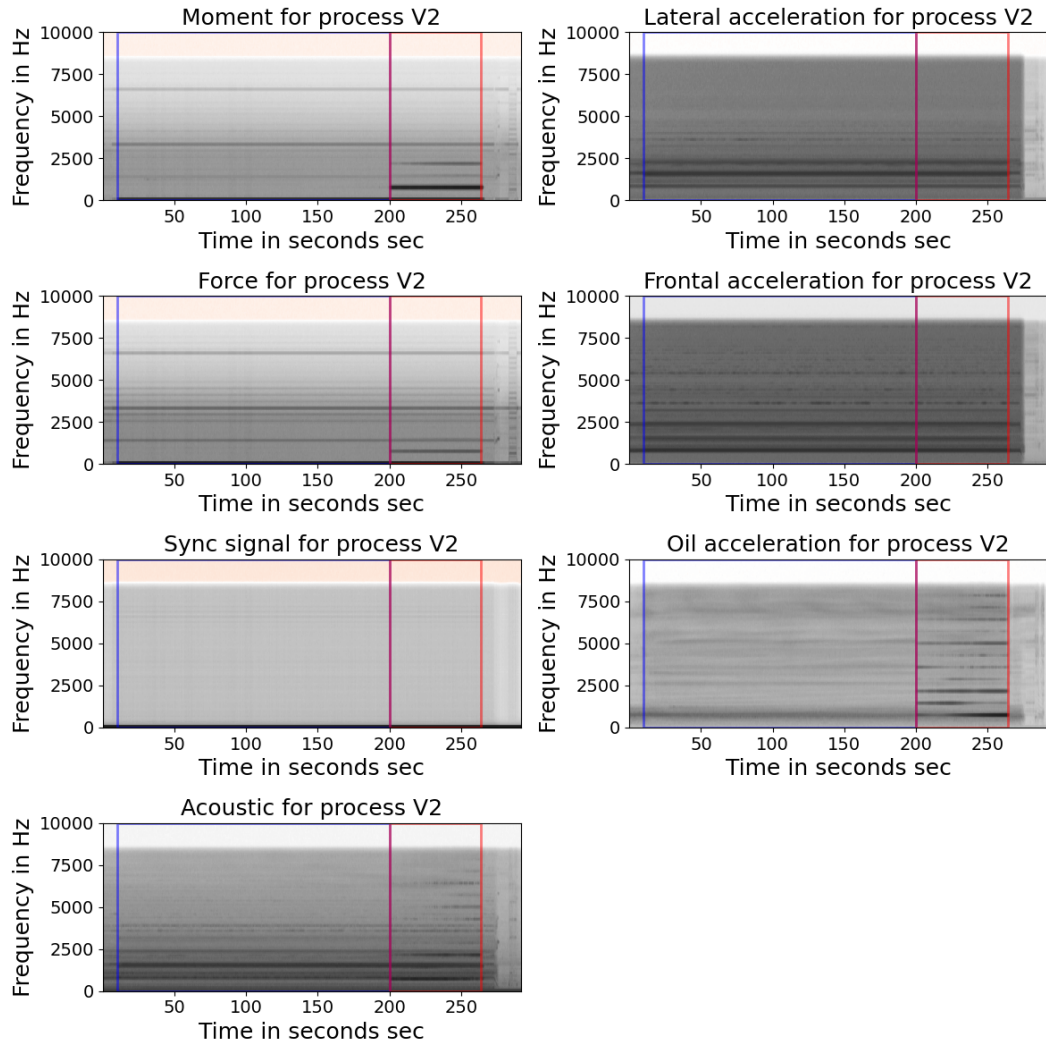 Moment for process V2
Frequency in Hz
10000
7500
5000
2500
0
50 100 150 200 250
Time in seconds sec
Lateral acceleration for process V2
Frequency in Hz
10000
7500
5000
2500
0
50 100 150 200 250
Time in seconds sec
Force for process V2
Frequency in Hz
10000
7500
5000
2500
0
50 100 150 200 250
Time in seconds sec
Frontal acceleration for process V2
Frequency in Hz
10000
7500
5000
2500
0
50 100 150 200 250
Time in seconds sec
Sync signal for process V2
Frequency in Hz
10000
7500
5000
2500
0
50 100 150 200 250
Time in seconds sec
Oil acceleration for process V2
Frequency in Hz
10000
7500
5000
2500
0
50 100 150 200 250
Time in seconds sec
Acoustic for process V2
Frequency in Hz
10000
7500
5000
2500
0
50 100 150 200 250
Time in seconds sec